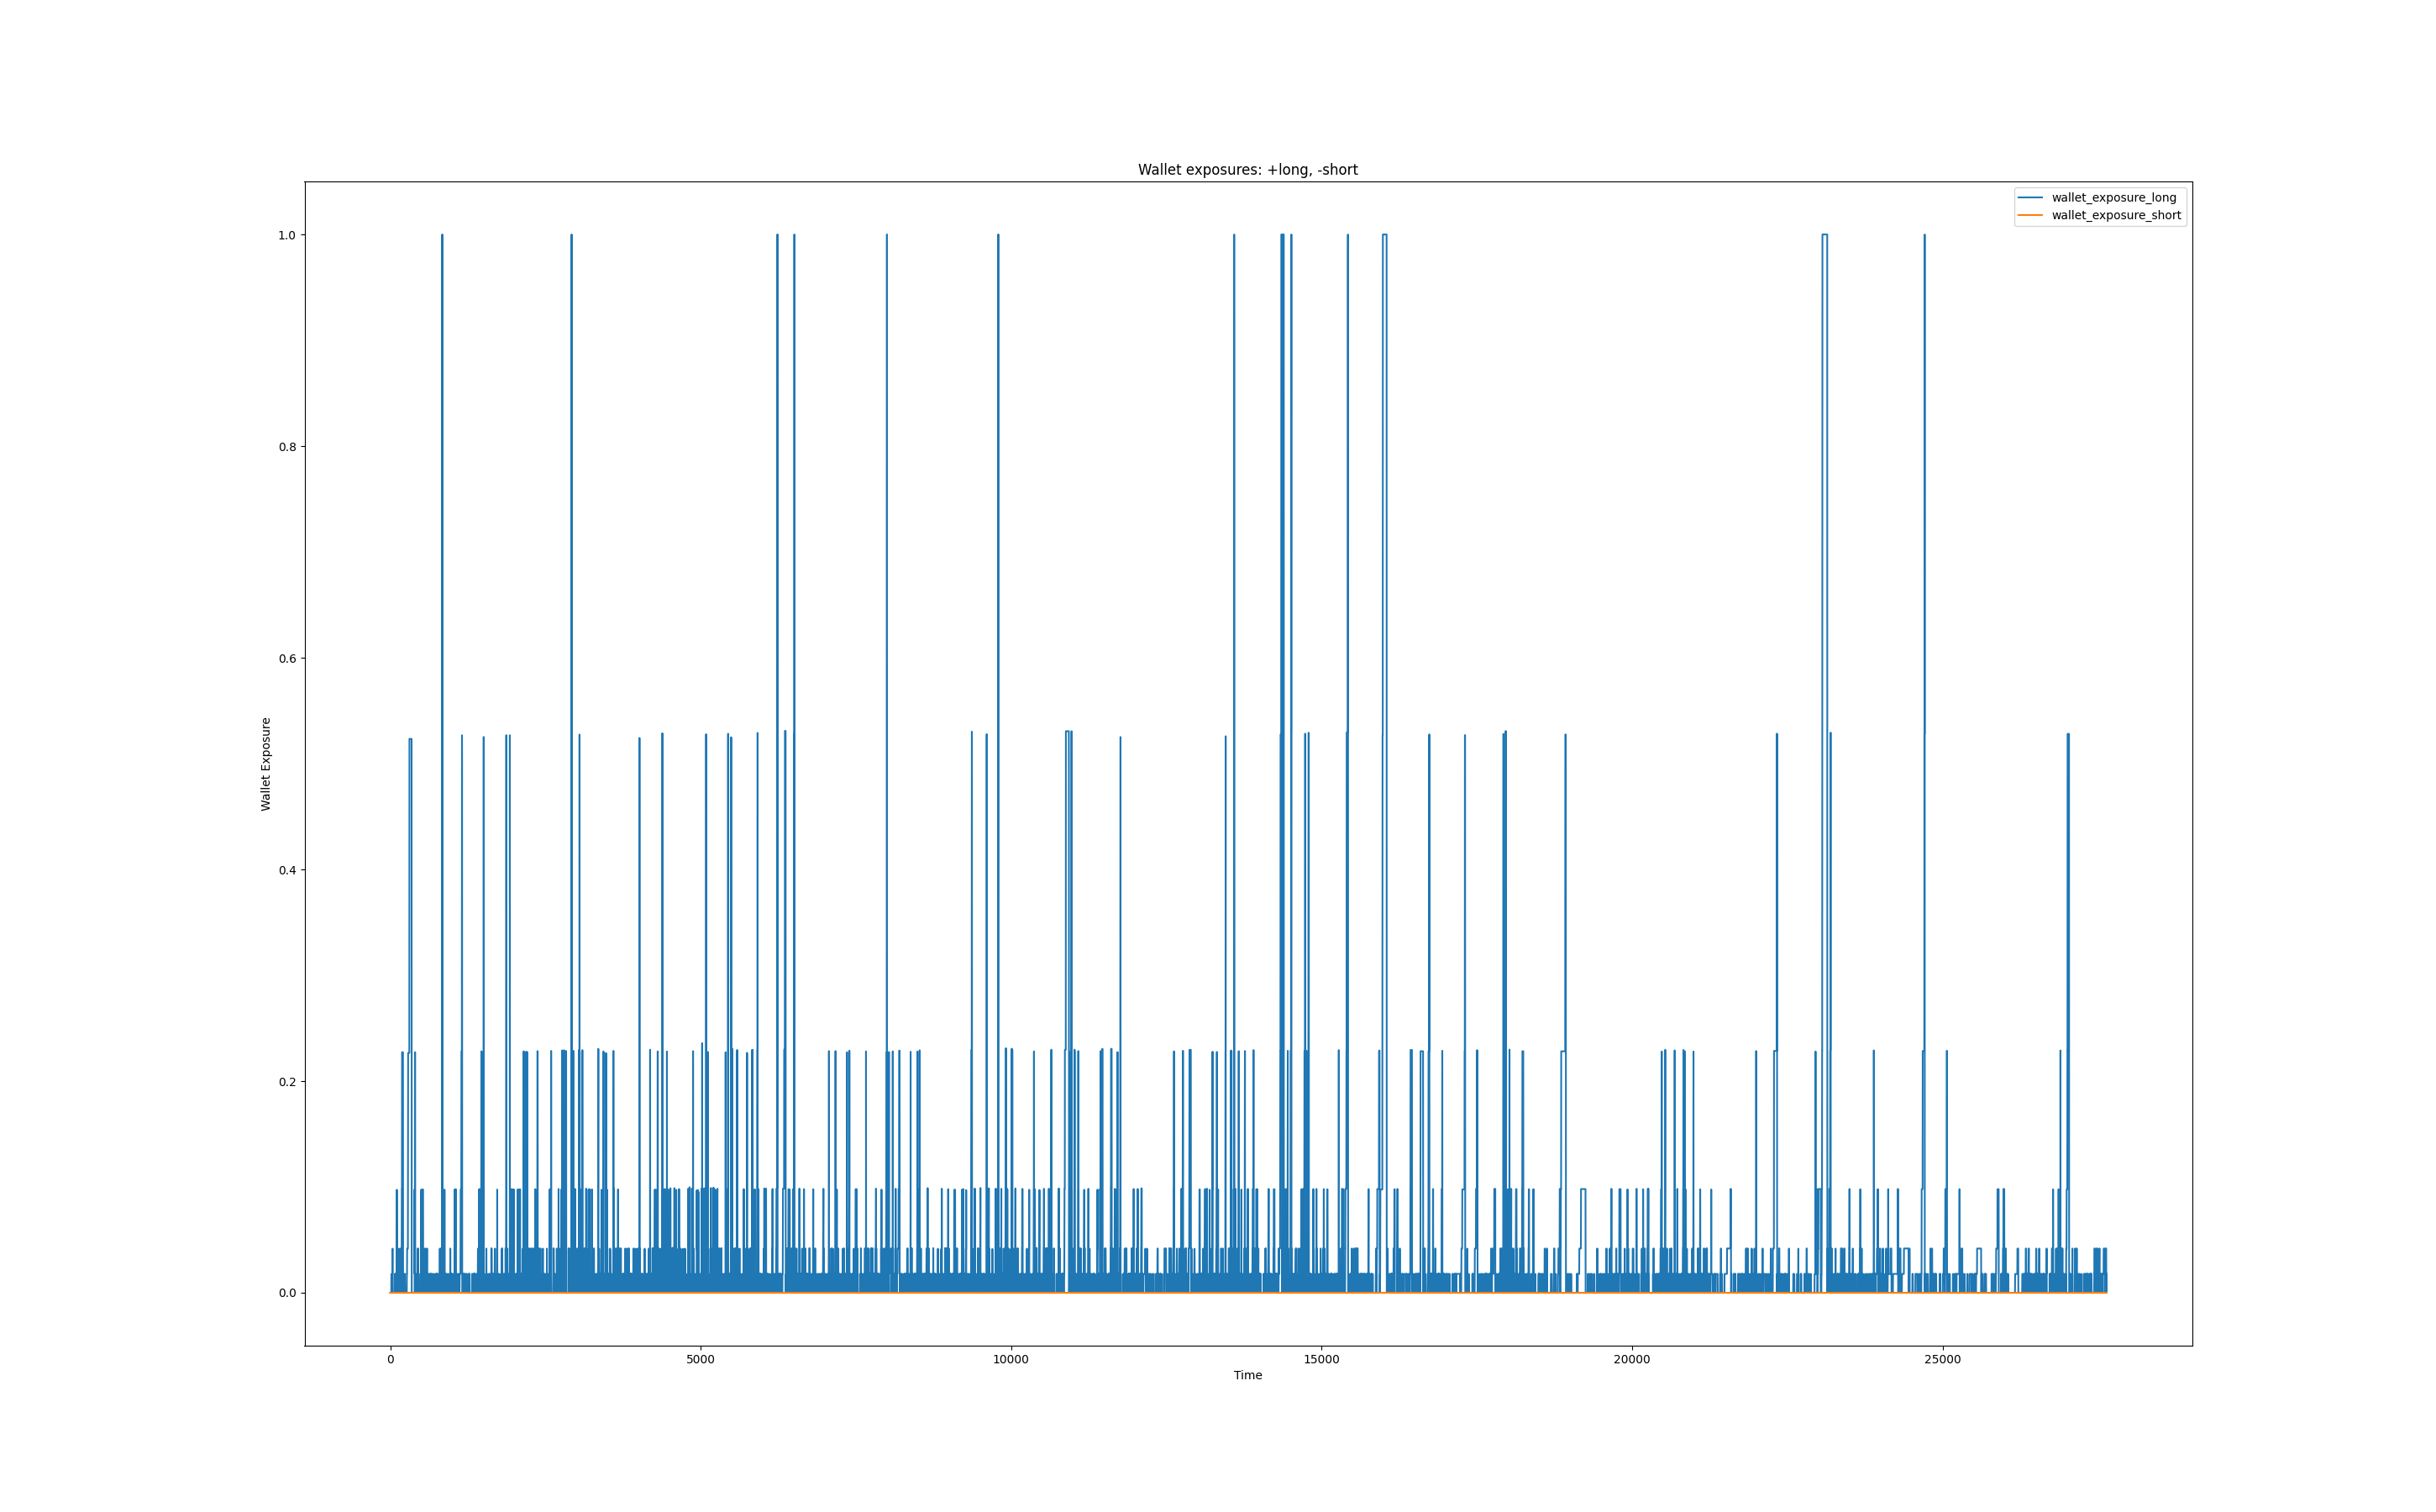 Wallet exposures: +long, -short
wallet_exposure_long
wallet_exposure_short
1.0
0.8
0.6
0.4
0.2
0.0
Wallet Exposure
0 5000 10000 15000 20000 25000
Time